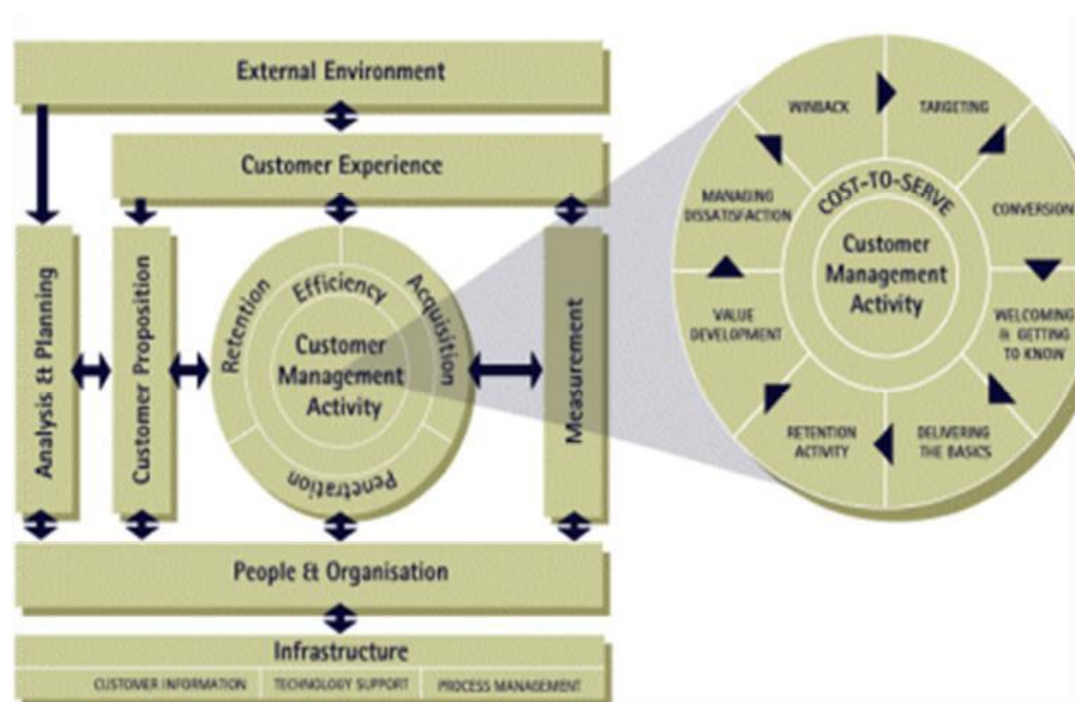 External Environment
Customer Experience
Analysis & Planning
Customer Proposition
Retention
Efficiency
Acquisition
Customer
Management
Activity
Penetration
Measurement
People & Organisation
Infrastructure
CUSTOMER INFORMATION
TECHNOLOGY SUPPORT
PROCESS MANAGEMENT
WINBACK
TARGETING
MANAGING
DISSATISFACTION
COST-TO-SERVE
CONVERSION
Customer
Management
Activity
VALUE
DEVELOPMENT
WELCOMING
& GETTING
TO KNOW
RETENTION
ACTIVITY
DELIVERING
THE BASICS